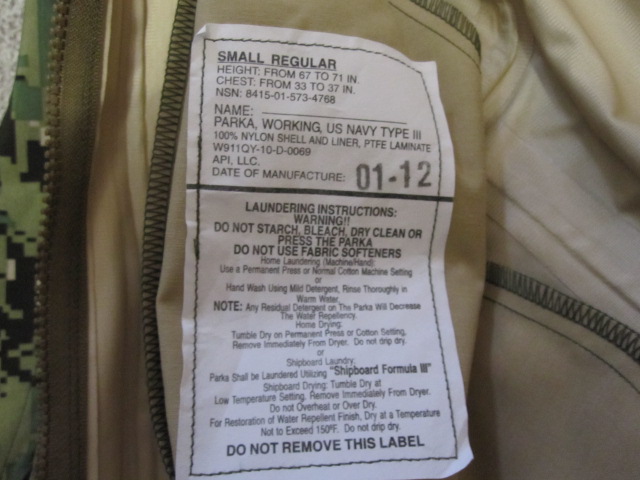 SMALL REGULAR
HEIGHT: FROM 67 TO 71 IN.
CHEST: FROM 33 TO 37 IN.
NSN: 8415-01-573-4768
NAME:
PARKA, WORKING, US NAVY TYPE III
100% NYLON SHELL AND LINER, PTFE LAMINATE
W911QY-10-D-0069
API, LLC.
DATE OF MANUFACTURE: 01-12
LAUNDERING INSTRUCTIONS:
WARNING!!
DO NOT STARCH, BLEACH, DRY CLEAN OR
PRESS THE PARKA
DO NOT USE FABRIC SOFTENERS
Home Laundering (Machine/Hand)
Use a Permanent Press or Normal Cotton Machine Setting
or
Hand Wash Using Mild Detergent, Rinse Thoroughly in
Warm Water.
NOTE: Any Residual Detergent on This Parka Will Decrease
The Water Repellency.
Home Drying:
Tumble Dry on Permanent Press or Cotton Setting,
Remove Immediately From Dryer. Do not drip dry.
or
Shipboard Laundry:
Parka Shall be Laundered Utilizing "Shipboard Formula III"
Shipboard Drying: Tumble Dry at
Low Temperature Setting. Remove Immediately From Dryer.
Do not Overheat or Over Dry.
For Restoration of Water Repellent Finish, Dry at a Temperature
Not to Exceed 150ºF. Do not drip dry.
DO NOT REMOVE THIS LABEL